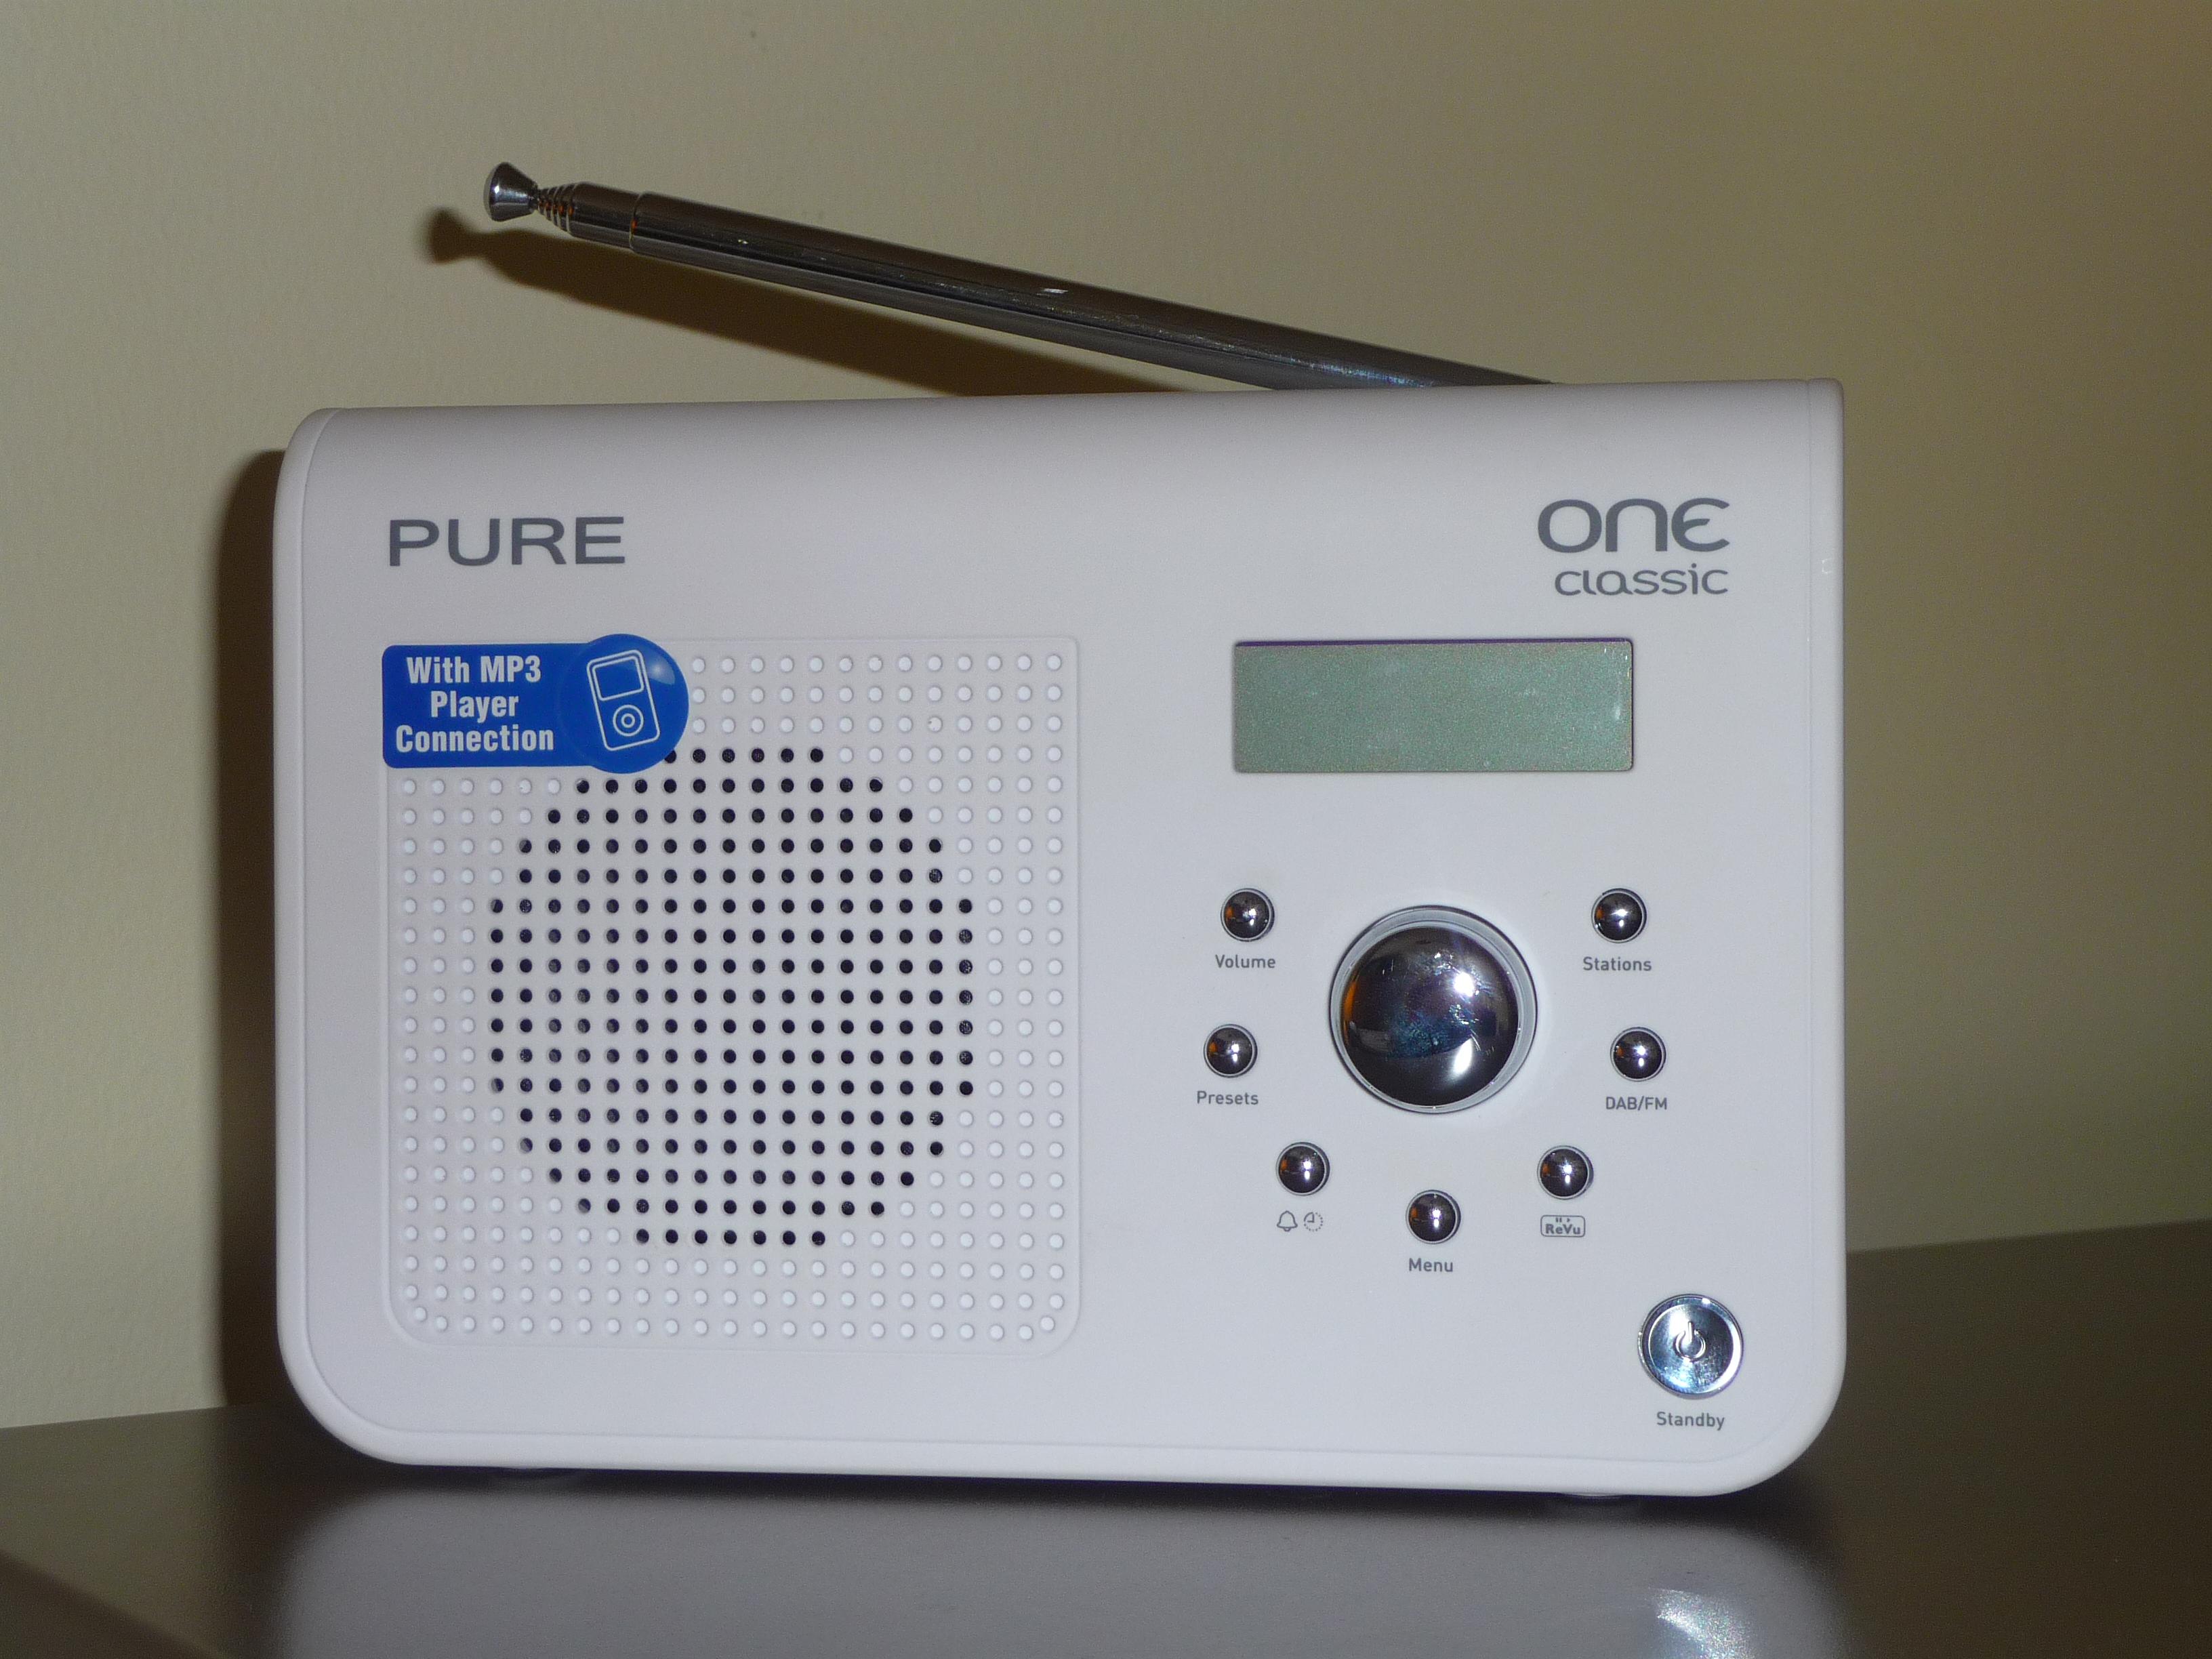 PURE
ONE
classic
With MP3
Player
Connection
Volume
Stations
Presets
DAB/FM
ReVu
Menu
Standby